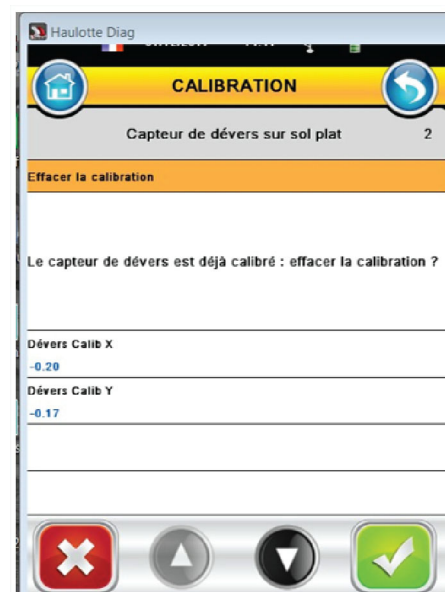 Haulotte Diag
CALIBRATION
Capteur de dévers sur sol plat 2
Effacer la calibration
Le capteur de dévers est déjà calibré : effacer la calibration ?
Dévers Calib X
-0.20
Dévers Calib Y
-0.17